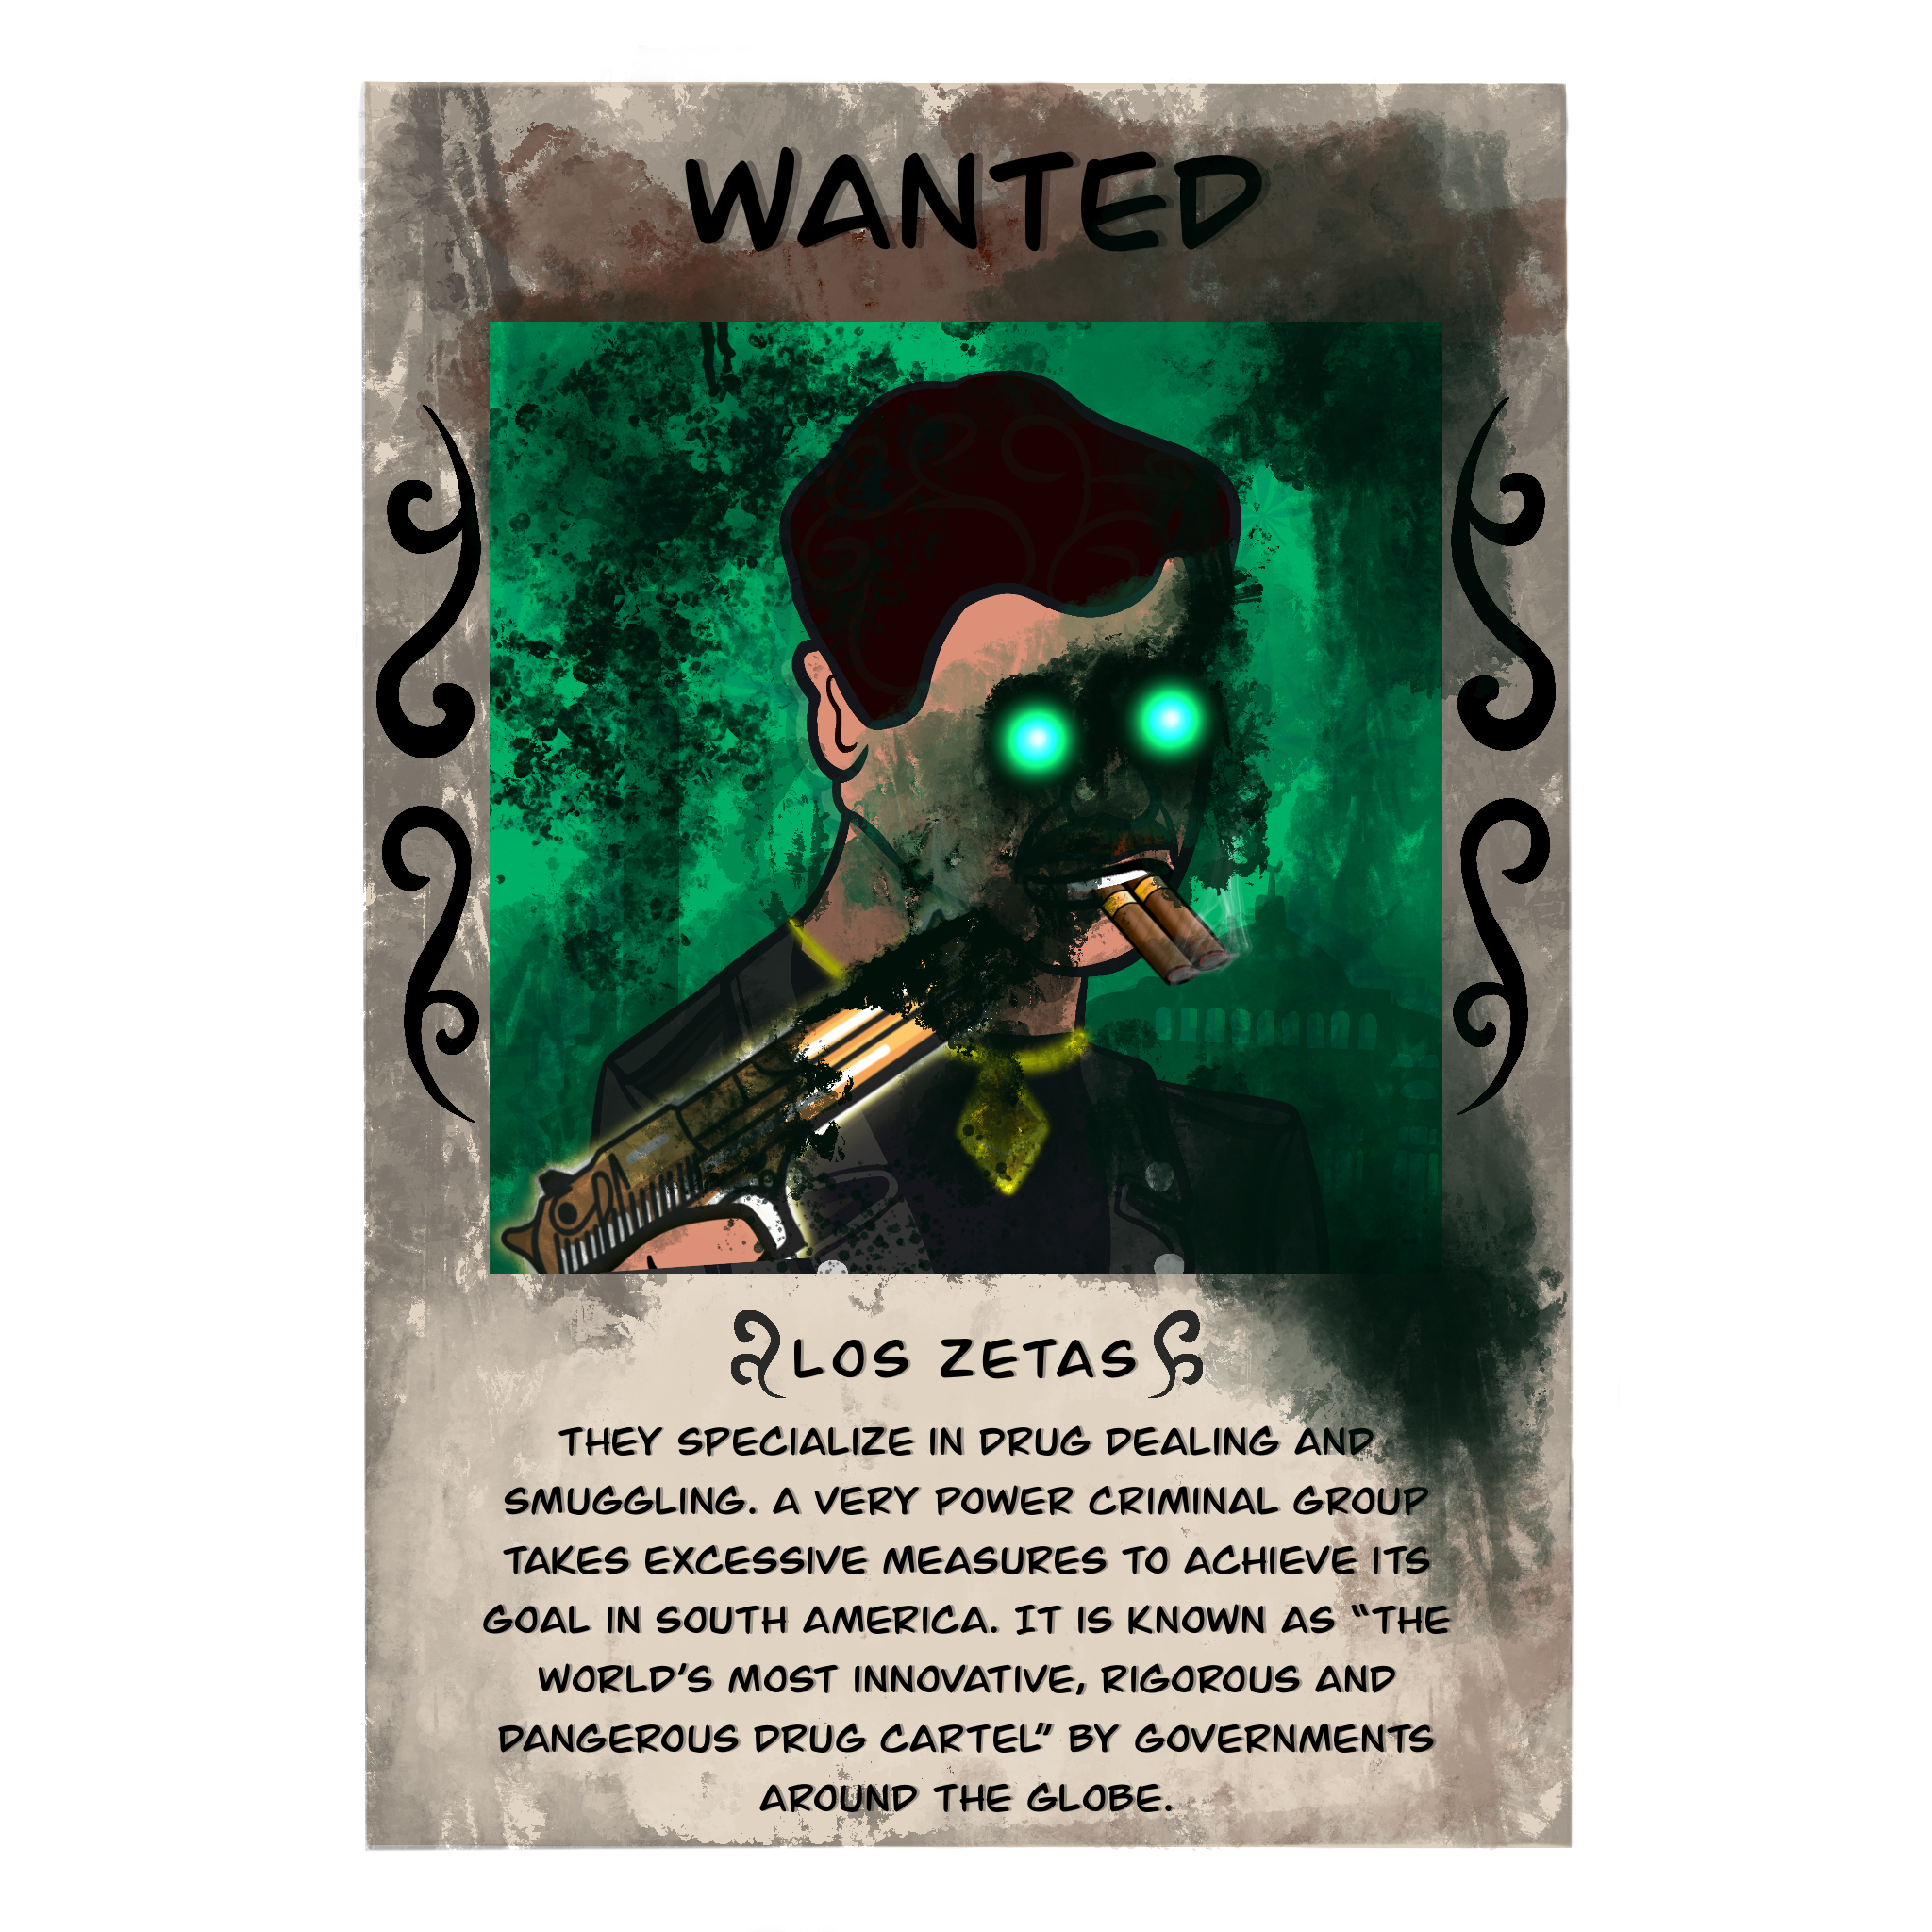 WANTED
LOS ZETAS
THEY SPECIALIZE IN DRUG DEALING AND
SMUGGLING. A VERY POWER CRIMINAL GROUP
TAKES EXCESSIVE MEASURES TO ACHIEVE ITS
GOAL IN SOUTH AMERICA. IT IS KNOWN AS “THE
WORLD’S MOST INNOVATIVE, RIGOROUS AND
DANGEROUS DRUG CARTEL” BY GOVERNMENTS
AROUND THE GLOBE.